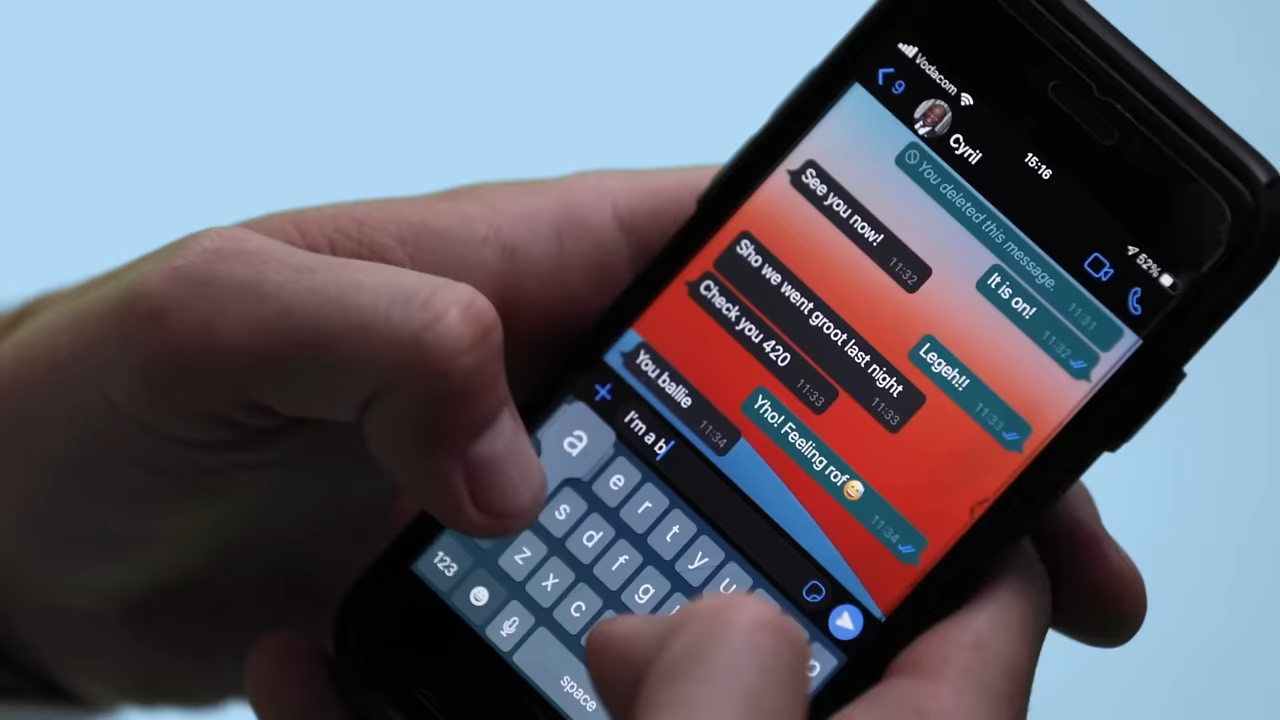 Vodacom
15:16
52%
9
Cyril
You deleted this message. 11:31
See you now! 11:32
It is on! 11:32
Sho we went groot last night 11:33
Legeh!! 11:33
Check you 420 11:33
Yho! Feeling rof😅 11:34
You ballie 11:34
I'm a b
a
e r t y u
s d f g
z x c
o
123
space